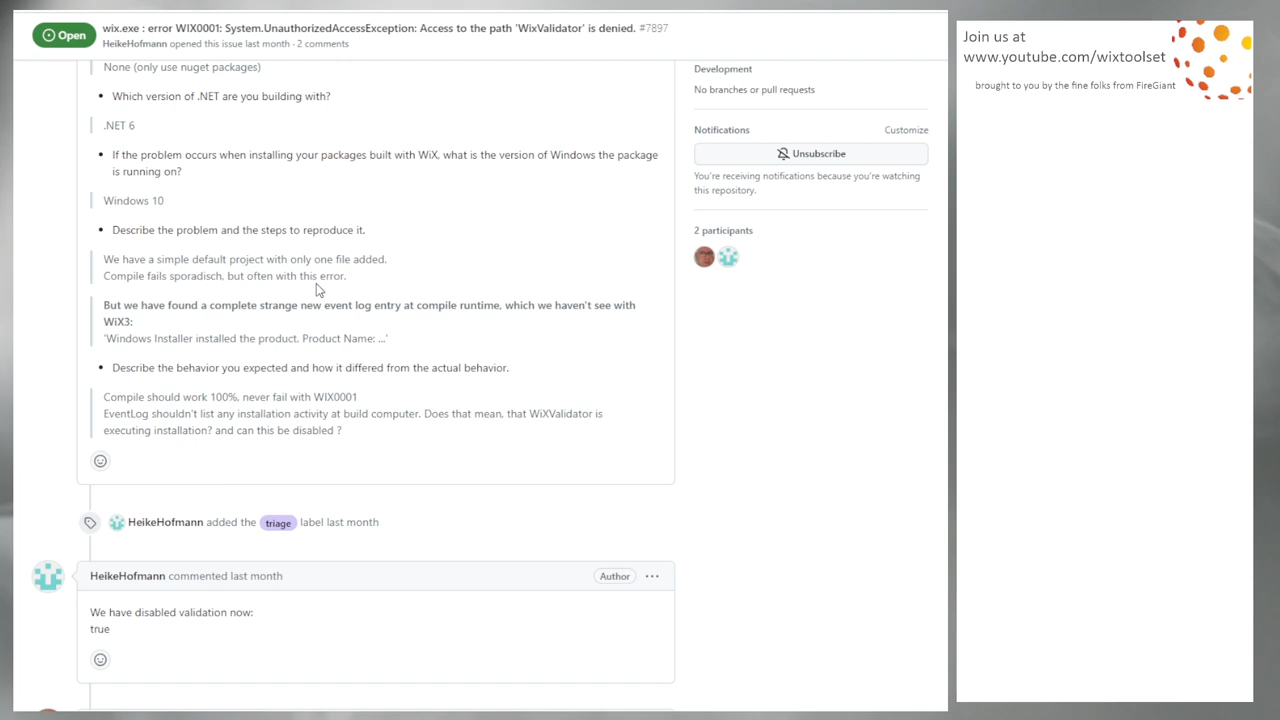 Open
wix.exe : error WIX0001: System.UnauthorizedAccessException: Access to the path 'WixValidator' is denied. #7897
HeikeHofmann opened this issue last month · 2 comments
None (only use nuget packages)
• Which version of .NET are you building with?
.NET 6
• If the problem occurs when installing your packages built with WiX, what is the version of Windows the package
is running on?
Windows 10
• Describe the problem and the steps to reproduce it.
We have a simple default project with only one file added.
Compile fails sporadisch, but often with this error.
But we have found a complete strange new event log entry at compile runtime, which we haven't see with
WiX3:
'Windows Installer installed the product. Product Name: ...'
• Describe the behavior you expected and how it differed from the actual behavior.
Compile should work 100%, never fail with WIX0001
EventLog shouldn't list any installation activity at build computer. Does that mean, that WiXValidator is
executing installation? and can this be disabled ?
HeikeHofmann added the triage label last month
HeikeHofmann commented last month
Author
We have disabled validation now:
true
Development
No branches or pull requests
Notifications
Customize
Unsubscribe
You're receiving notifications because you're watching
this repository.
2 participants
Join us at
www.youtube.com/wixtoolset
brought to you by the fine folks from FireGiant